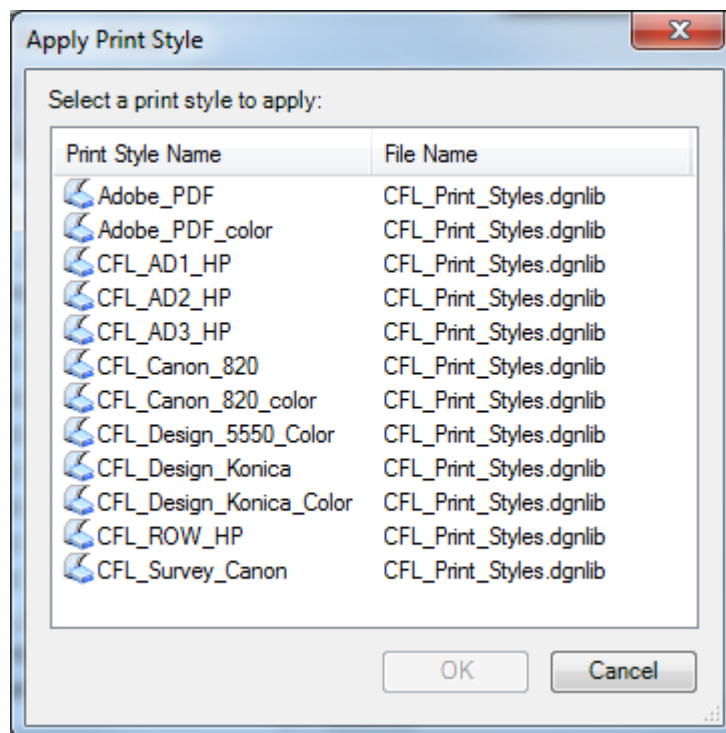 Apply Print Style
Select a print style to apply:
Print Style Name File Name
Adobe_PDF CFL_Print_Styles.dgnlib
Adobe_PDF_color CFL_Print_Styles.dgnlib
CFL_AD1_HP CFL_Print_Styles.dgnlib
CFL_AD2_HP CFL_Print_Styles.dgnlib
CFL_AD3_HP CFL_Print_Styles.dgnlib
CFL_Canon_820 CFL_Print_Styles.dgnlib
CFL_Canon_820_color CFL_Print_Styles.dgnlib
CFL_Design_5550_Color CFL_Print_Styles.dgnlib
CFL_Design_Konica CFL_Print_Styles.dgnlib
CFL_Design_Konica_Color CFL_Print_Styles.dgnlib
CFL_ROW_HP CFL_Print_Styles.dgnlib
CFL_Survey_Canon CFL_Print_Styles.dgnlib
OK Cancel